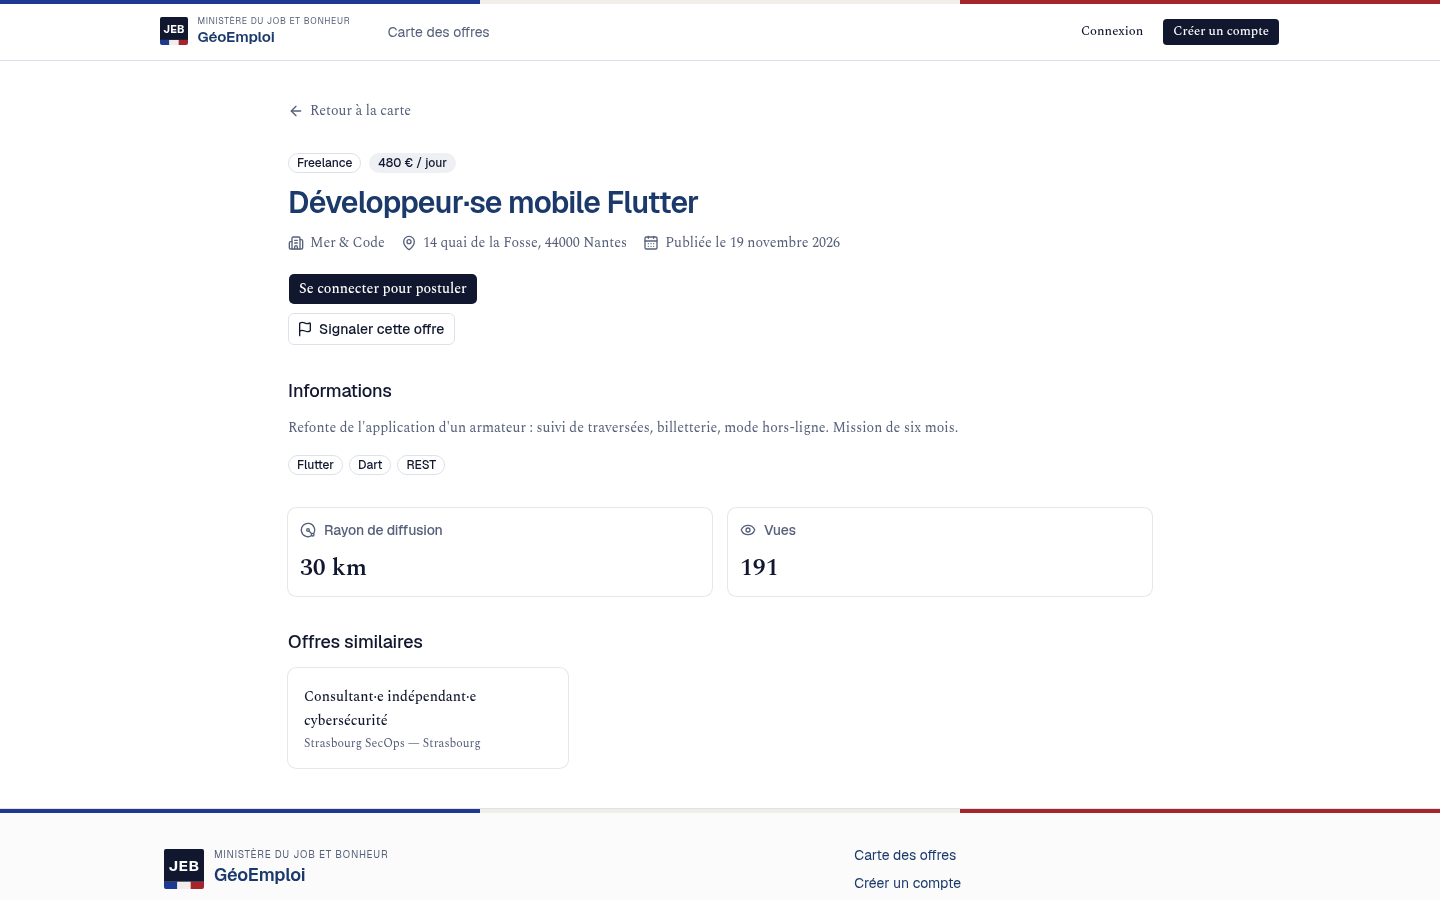 JEB
MINISTÈRE DU JOB ET BONHEUR
GéoEmploi
Carte des offres
Connexion
Créer un compte
Retour à la carte
Freelance
480 € / jour
Développeur·se mobile Flutter
Mer & Code
14 quai de la Fosse, 44000 Nantes
Publiée le 19 novembre 2026
Se connecter pour postuler
Signaler cette offre
Informations
Refonte de l'application d'un armateur : suivi de traversées, billetterie, mode hors-ligne. Mission de six mois.
Flutter
Dart
REST
Rayon de diffusion
30 km
Vues
191
Offres similaires
Consultant·e indépendant·e
cybersécurité
Strasbourg SecOps — Strasbourg
JEB
MINISTÈRE DU JOB ET BONHEUR
GéoEmploi
Carte des offres
Créer un compte